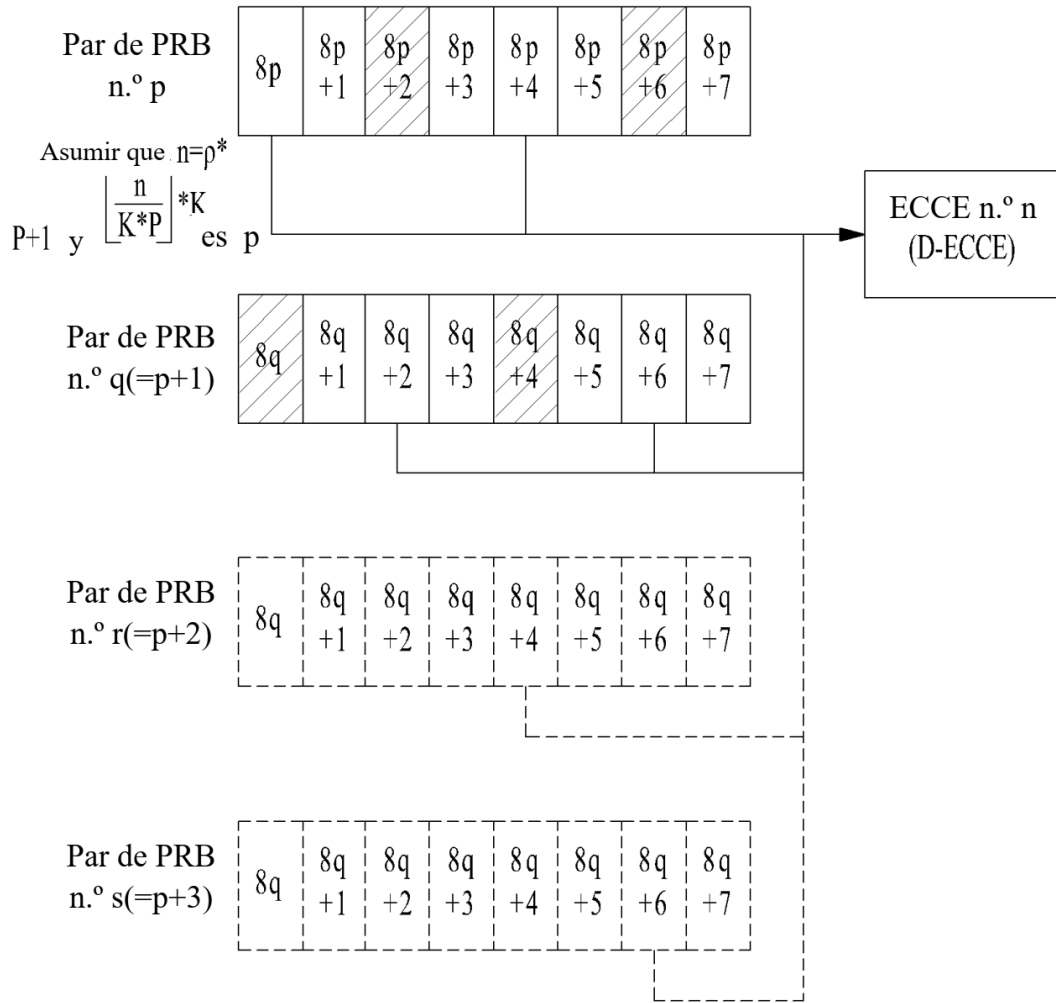 Par de PRB
n.º p
8p
8p
+1
8p
+2
8p
+3
8p
+4
8p
+5
8p
+6
8p
+7
Asumir que n=ρ*
P+1 y ⌊n/K*P⌋*K es p
ECCE n.º n
(D-ECCE)
Par de PRB
n.º q(=p+1)
8q
8q
+1
8q
+2
8q
+3
8q
+4
8q
+5
8q
+6
8q
+7
Par de PRB
n.º r(=p+2)
8q
8q
+1
8q
+2
8q
+3
8q
+4
8q
+5
8q
+6
8q
+7
Par de PRB
n.º s(=p+3)
8q
8q
+1
8q
+2
8q
+3
8q
+4
8q
+5
8q
+6
8q
+7